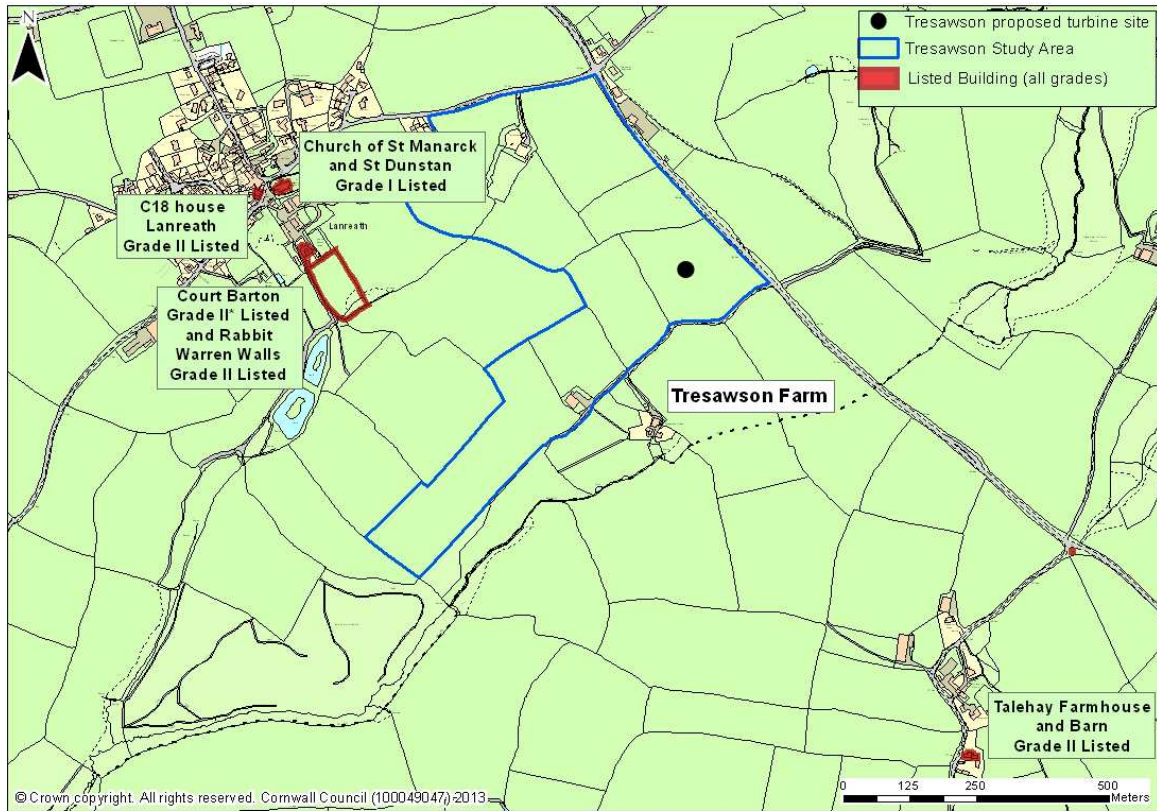 N
Tresawson proposed turbine site
Tresawson Study Area
Listed Building (all grades)
Church of St Manarck
and St Dunstan
Grade I Listed
C18 house
Lanreath
Grade II Listed
Lanreath
Court Barton
Grade II* Listed
and Rabbit
Warren Walls
Grade II Listed
Tresawson Farm
Talehay Farmhouse
and Barn
Grade II Listed
0 125 250 500
Meters
© Crown copyright. All rights reserved. Cornwall Council (100049047) 2013